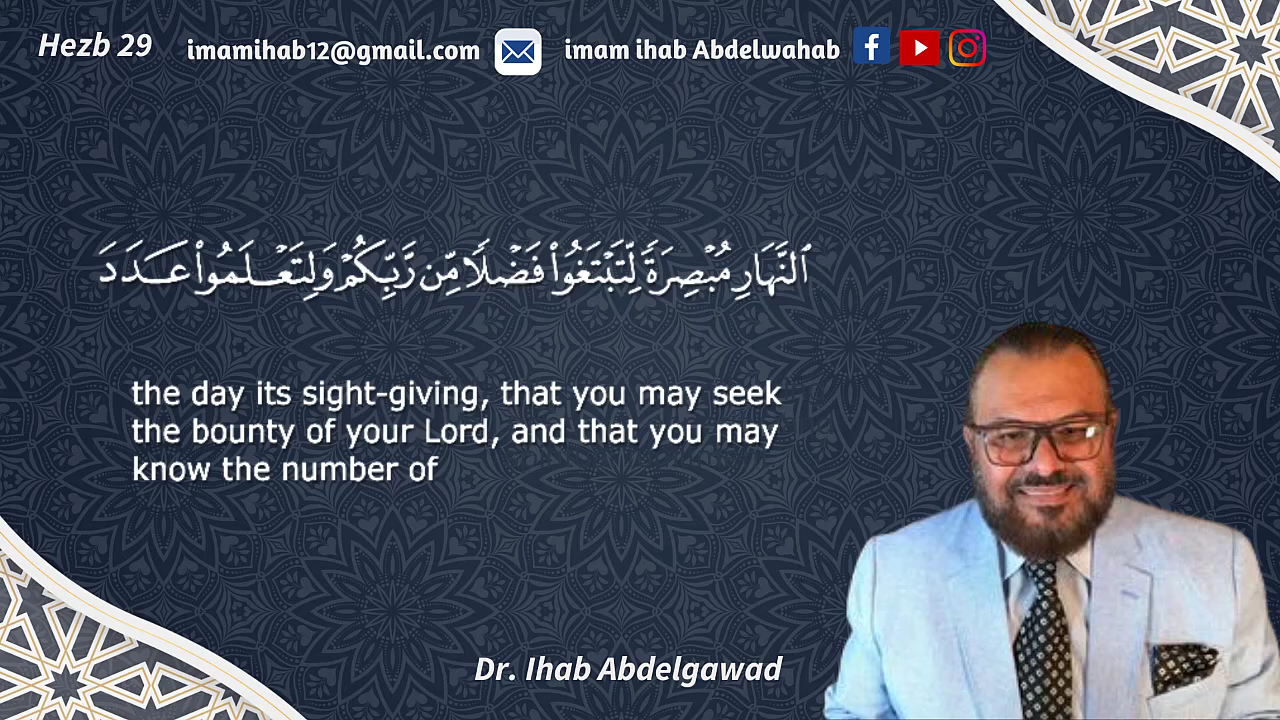 Hezb 29
imamihab12@gmail.com
imam ihab Abdelwahab
ٱلنَّهَارِ مُبْصِرَةً لِّتَبْتَغُوا۟ فَضْلًا مِّن رَّبِّكُمْ وَلِتَعْلَمُوا۟ عَدَدَ
the day its sight-giving, that you may seek
the bounty of your Lord, and that you may
know the number of
Dr. Ihab Abdelgawad